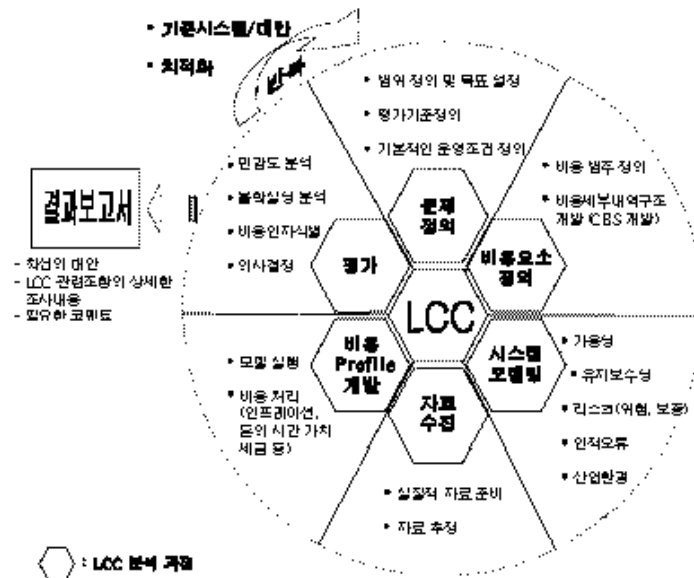 • 기존시스템/대안
• 최적화
반복
• 범위 정의 및 목표 설정
• 평가기준정의
• 기본적인 운영조건 정의
• 민감도 분석
• 불확실성 분석
• 비용인자식별
• 의사결정
• 비용 범주 정의
• 비용세부내역구조
개발 (CBS 개발)
결과보고서
- 차선의 대안
- LCC 관련조합의 상세한
조사내용
- 필요한 코멘트
문제
정의
평가
비용요소
정의
LCC
비용
Profile
개발
시스템
모델링
자료
수집
• 모델 실행
• 비용 처리
(인프레이션,
돈의 시간 가치
세금 등)
• 가용성
• 유지보수성
• 리스크(위험, 보증)
• 인적오류
• 산업환경
• 실질적 자료 준비
• 자료 추정
: LCC 분석 과정